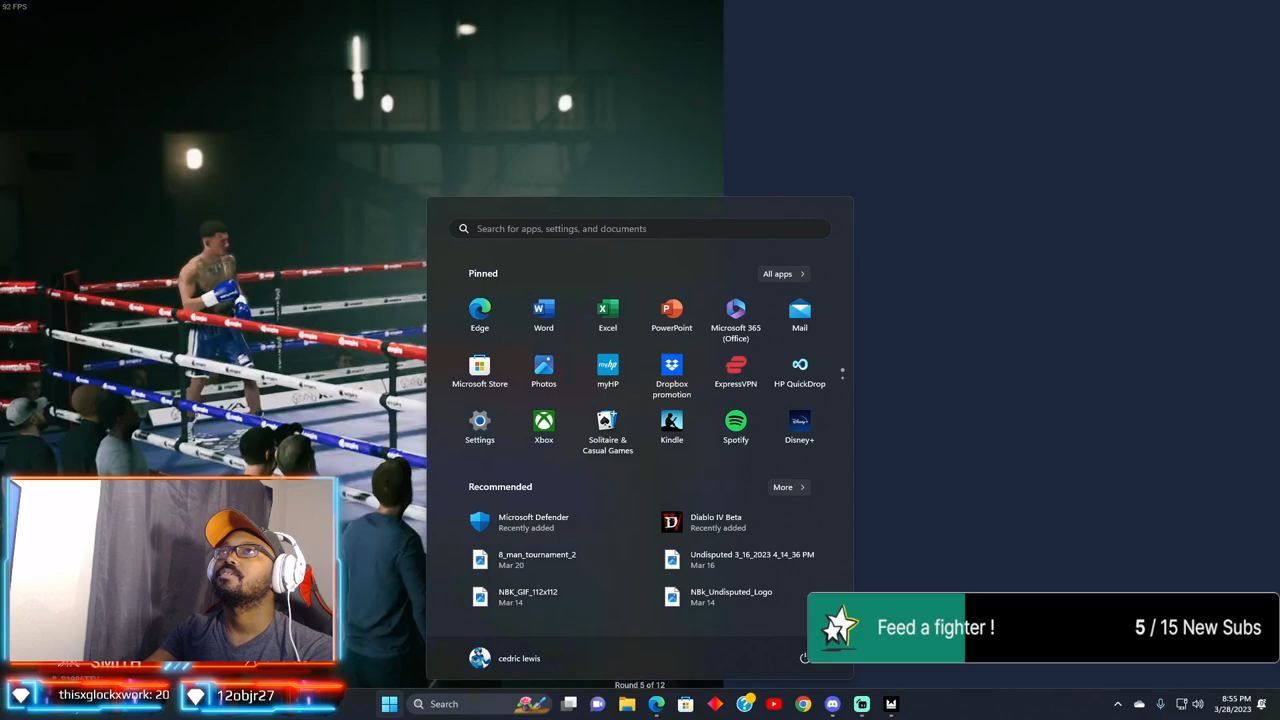 92 FPS
Search for apps, settings, and documents
Pinned
All apps
Edge
Word
Excel
PowerPoint
Microsoft 365
(Office)
Mail
Microsoft Store
Photos
myHP
Dropbox
promotion
ExpressVPN
HP QuickDrop
Settings
Xbox
Solitaire &
Casual Games
Kindle
Spotify
Disney+
Recommended
More
Microsoft Defender
Recently added
Diablo IV Beta
Recently added
8_man_tournament_2
Mar 20
Undisputed 3_16_2023 4_14_36 PM
Mar 16
NBK_GIF_112x112
Mar 14
NBk_Undisputed_Logo
Mar 14
Feed a fighter !
5 / 15 New Subs
cedric lewis
SMITH
Round 5 of 12
thisxglockxwork: 20
12objr27
Search
8:55 PM
3/28/2023